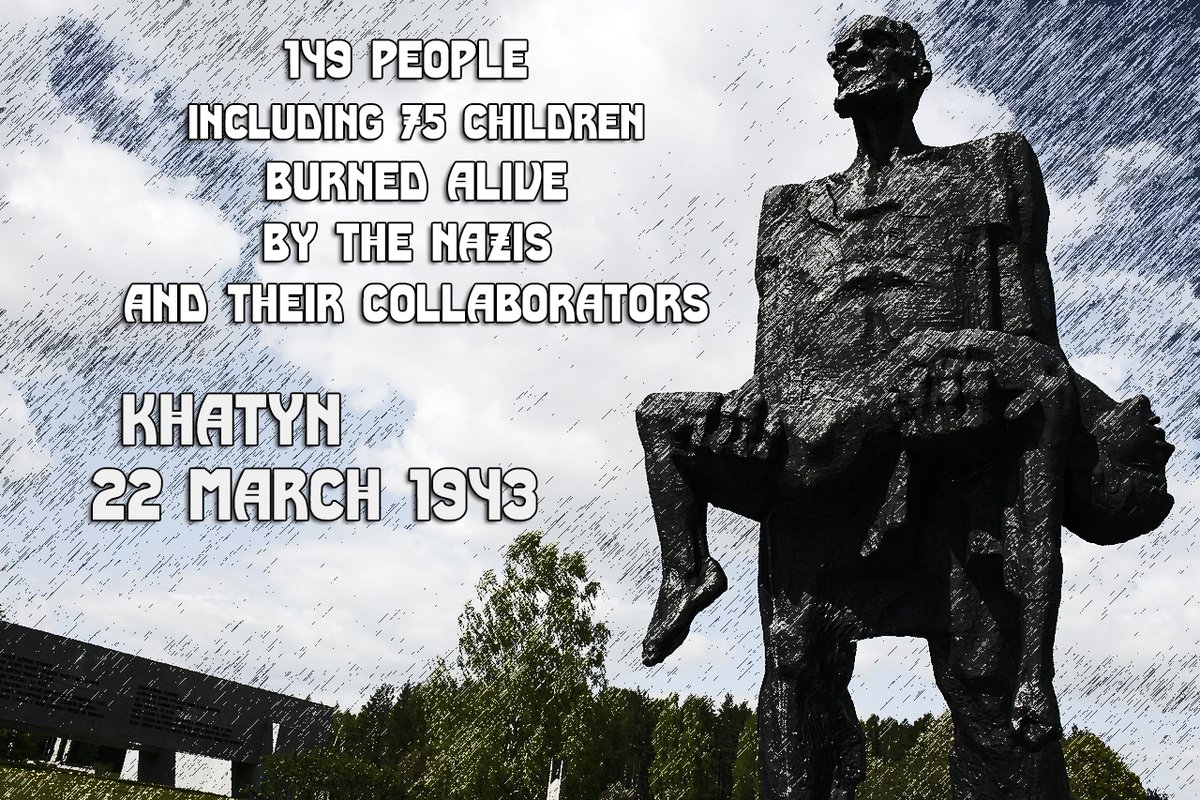 149 PEOPLE
INCLUDING 75 CHILDREN
BURNED ALIVE
BY THE NAZIS
AND THEIR COLLABORATORS
KHATYN
22 MARCH 1943